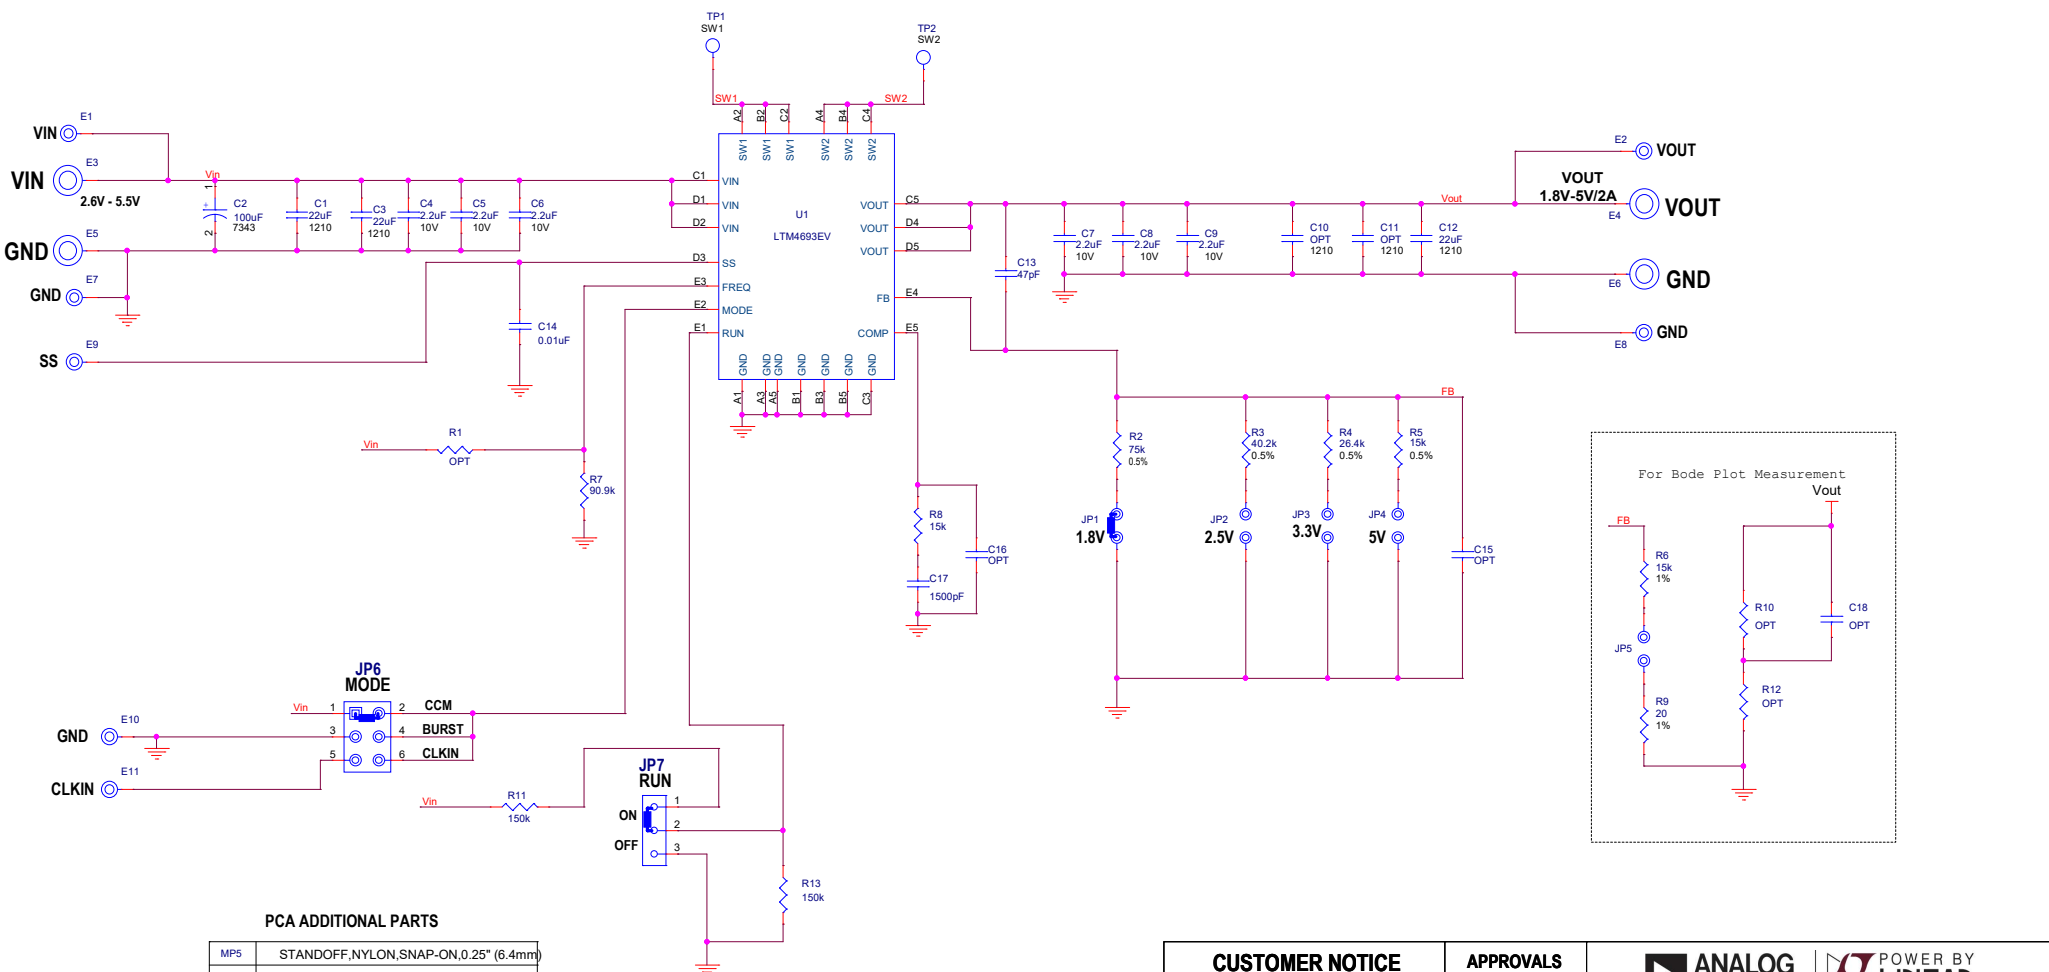 TP1
SW1
TP2
SW2
SW1
SW2
A2
B2
C2
A4
B4
C4
SW1
SW1
SW1
SW2
SW2
SW2
E1
VIN
E3
VIN
2.6V - 5.5V
Vin
1
+
2
C2
100uF
7343
C1
22uF
1210
C3
22uF
1210
C4
2.2uF
10V
C5
2.2uF
10V
C6
2.2uF
10V
E5
GND
E7
GND
E9
SS
C14
0.01uF
C1
D1
D2
D3
E3
E2
E1
VIN
VIN
VIN
SS
FREQ
MODE
RUN
U1
LTM4693EV
VOUT
VOUT
VOUT
FB
COMP
C5
D4
D5
E4
E5
GND
GND
GND
GND
GND
GND
GND
A1
A3
A5
B1
B3
B5
C3
C13
47pF
C7
2.2uF
10V
C8
2.2uF
10V
C9
2.2uF
10V
C10
OPT
1210
C11
OPT
1210
C12
22uF
1210
Vout
E2
VOUT
VOUT
1.8V-5V/2A
E4
VOUT
E6
GND
E8
GND
Vin
R1
OPT
R7
90.9k
R8
15k
C17
1500pF
C16
OPT
FB
R2
75k
0.5%
R3
40.2k
0.5%
R4
26.4k
0.5%
R5
15k
0.5%
JP1
1.8V
JP2
2.5V
JP3
3.3V
JP4
5V
C15
OPT
For Bode Plot Measurement
Vout
FB
R6
15k
1%
JP5
R9
20
1%
R10
OPT
C18
OPT
R12
OPT
JP6
MODE
Vin
1
2
CCM
3
4
BURST
5
6
CLKIN
E10
GND
E11
CLKIN
Vin
R11
150k
JP7
RUN
ON
OFF
1
2
3
R13
150k
PCA ADDITIONAL PARTS
MP5
STANDOFF,NYLON,SNAP-ON,0.25" (6.4mm)
CUSTOMER NOTICE
APPROVALS
ANALOG
POWER BY
LINEAR